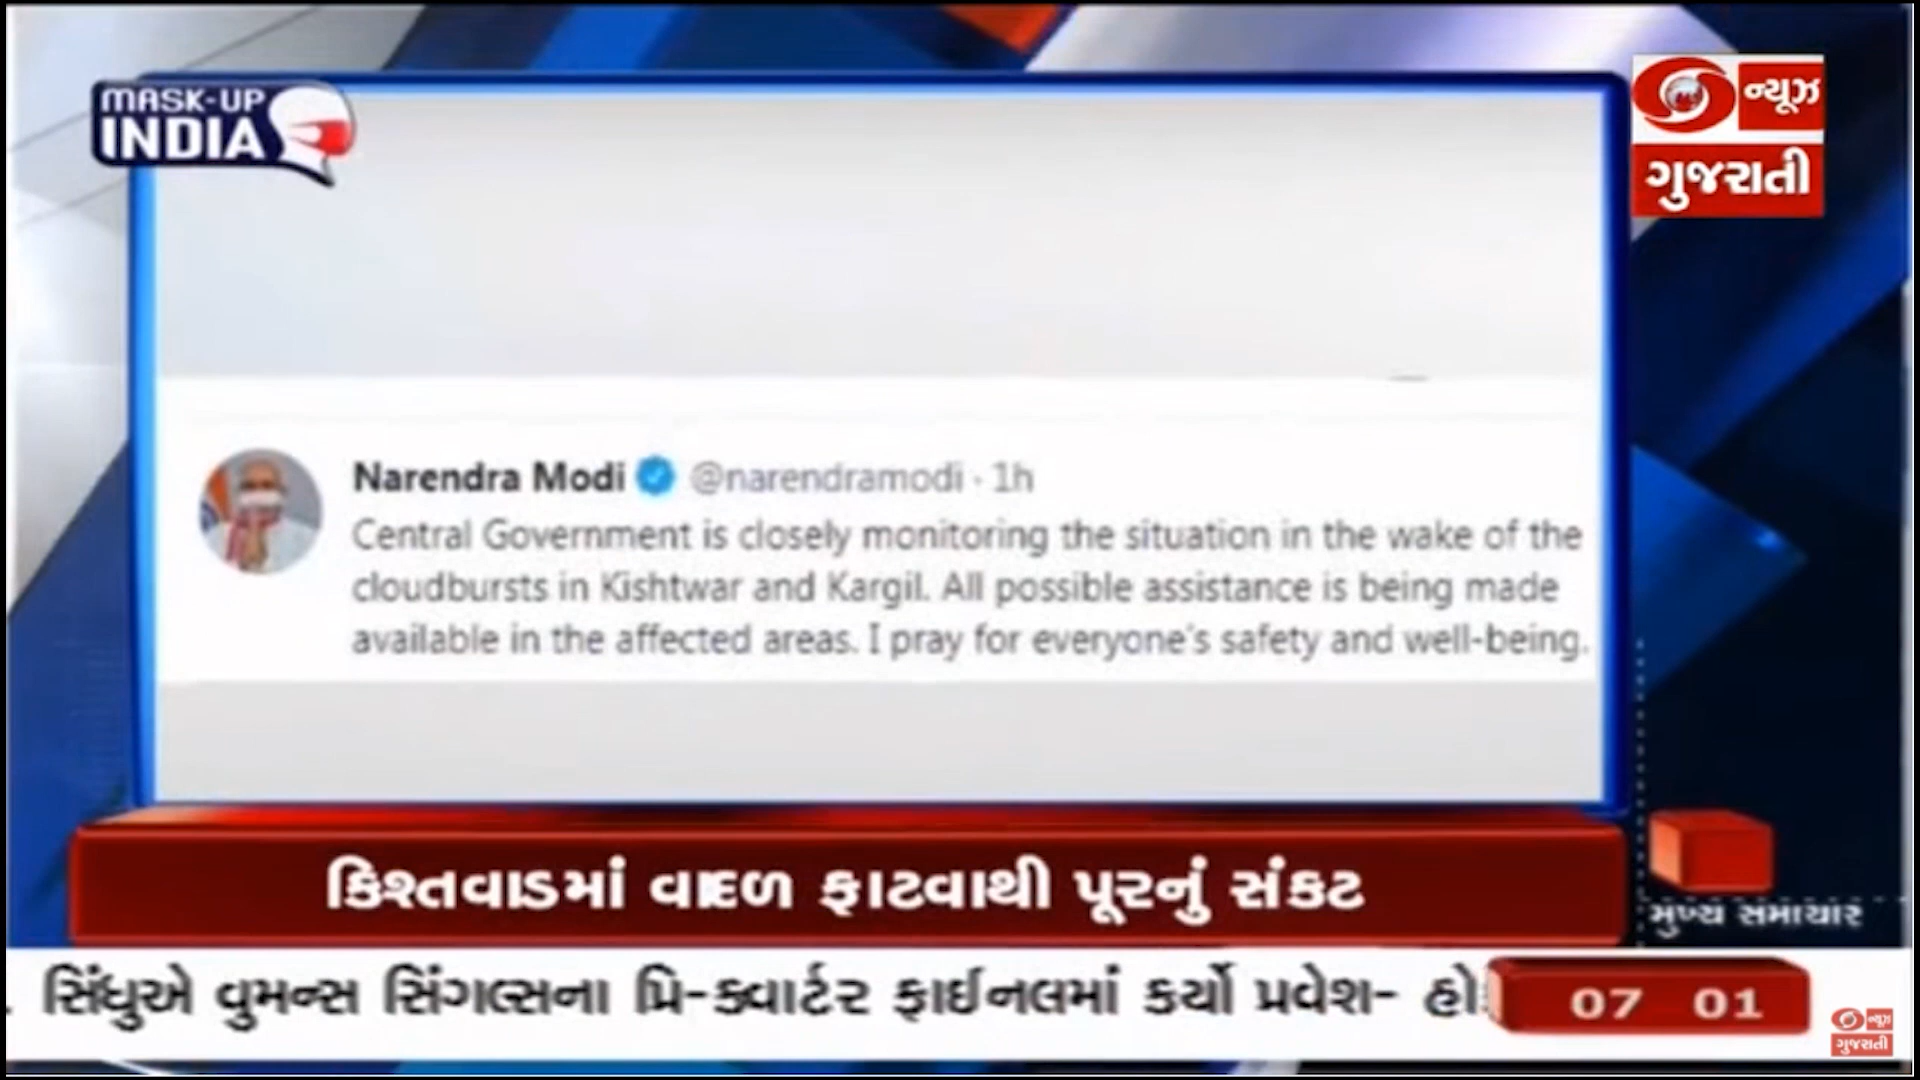 MASK-UP
INDIA
ન્યૂઝ
ગુજરાતી
Narendra Modi @narendramodi · 1h
Central Government is closely monitoring the situation in the wake of the
cloudbursts in Kishtwar and Kargil. All possible assistance is being made
available in the affected areas. I pray for everyone's safety and well-being.
કિશ્તવાડમાં વાદળ ફાટવાથી પૂરનું સંકટ
મુખ્ય સમાચાર
. સિંધુએ વુમન્સ સિંગલ્સના પ્રિ-ક્વાર્ટર ફાઈનલમાં કર્યો પ્રવેશ- હો
07 01
ન્યૂઝ
ગુજરાતી